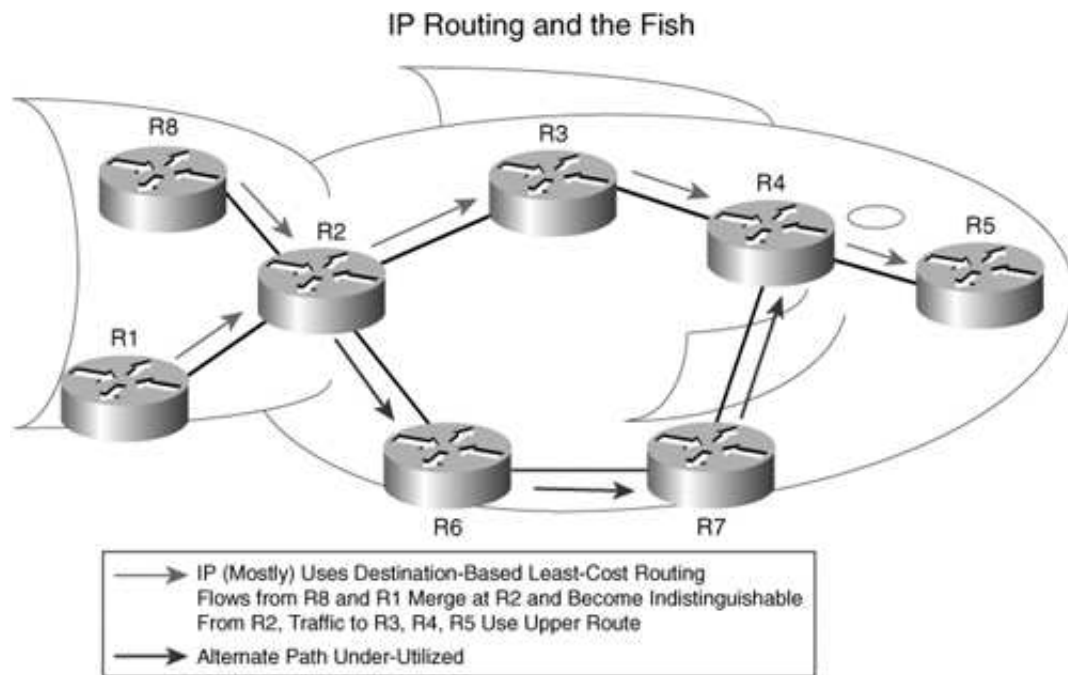 IP Routing and the Fish
R8
R3
R4
R2
R5
R1
R6
R7
IP (Mostly) Uses Destination-Based Least-Cost Routing
Flows from R8 and R1 Merge at R2 and Become Indistinguishable
From R2, Traffic to R3, R4, R5 Use Upper Route
Alternate Path Under-Utilized